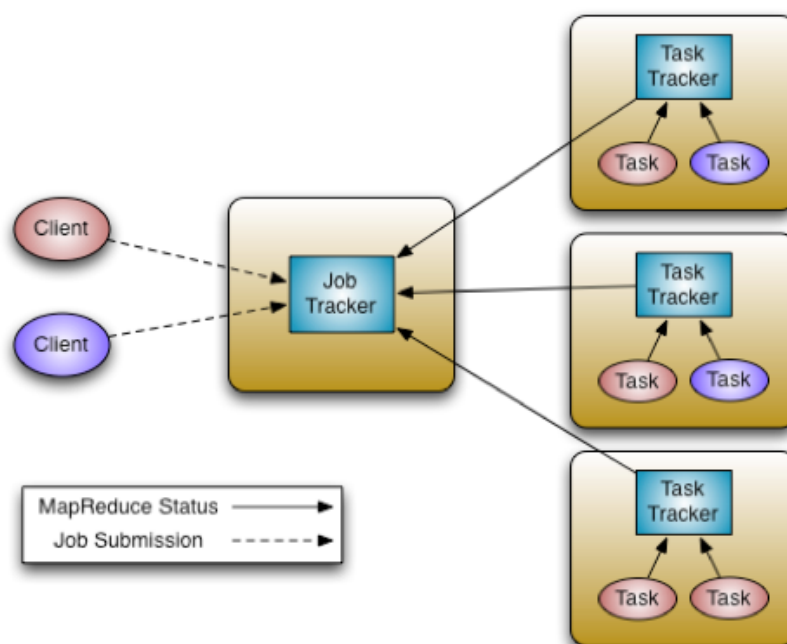 Task
Tracker
Task
Task
Client
Job
Tracker
Task
Tracker
Client
Task
Task
MapReduce Status
Job Submission
Task
Tracker
Task
Task